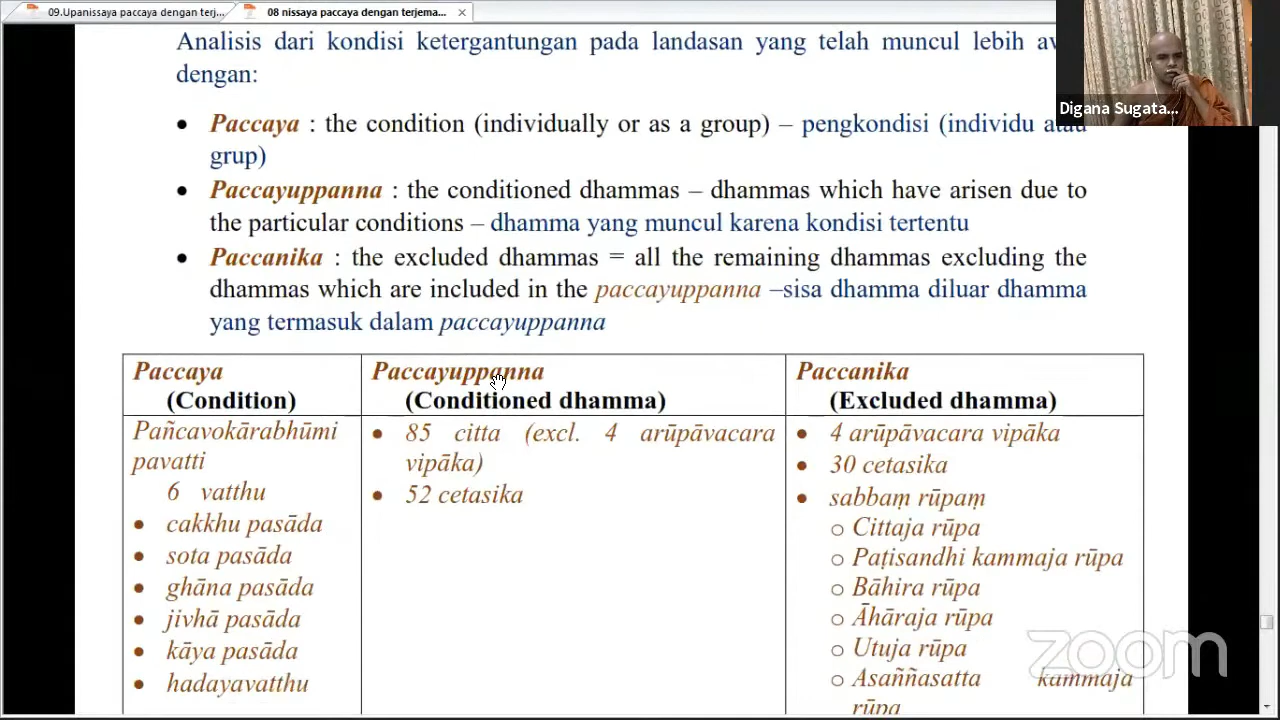 09.Upanissaya paccaya dengan terj...
08 nissaya paccaya dengan terjema...
Analisis dari kondisi ketergantungan pada landasan yang telah muncul lebih
dengan:
Digana Sugata...
• Paccaya : the condition (individually or as a group) – pengkondisi (individu atau
grup)
• Paccayuppanna : the conditioned dhammas – dhammas which have arisen due to
the particular conditions – dhamma yang muncul karena kondisi tertentu
• Paccanika : the excluded dhammas = all the remaining dhammas excluding the
dhammas which are included in the paccayuppanna –sisa dhamma diluar dhamma
yang termasuk dalam paccayuppanna
Paccaya
(Condition)
Paccayuppanna
(Conditioned dhamma)
Paccanika
(Excluded dhamma)
Pañcavokārabhūmi
pavatti
6 vatthu
• cakkhu pasāda
• sota pasāda
• ghāna pasāda
• jivhā pasāda
• kāya pasāda
• hadayavatthu
• 85 citta (excl. 4 arūpāvacara
vipāka)
• 52 cetasika
• 4 arūpāvacara vipāka
• 30 cetasika
• sabbaṃ rūpaṃ
o Cittaja rūpa
o Paṭisandhi kammaja rūpa
o Bāhira rūpa
o Āhāraja rūpa
o Utuja rūpa
o Asaññasatta kammaja
rūpa
zoom